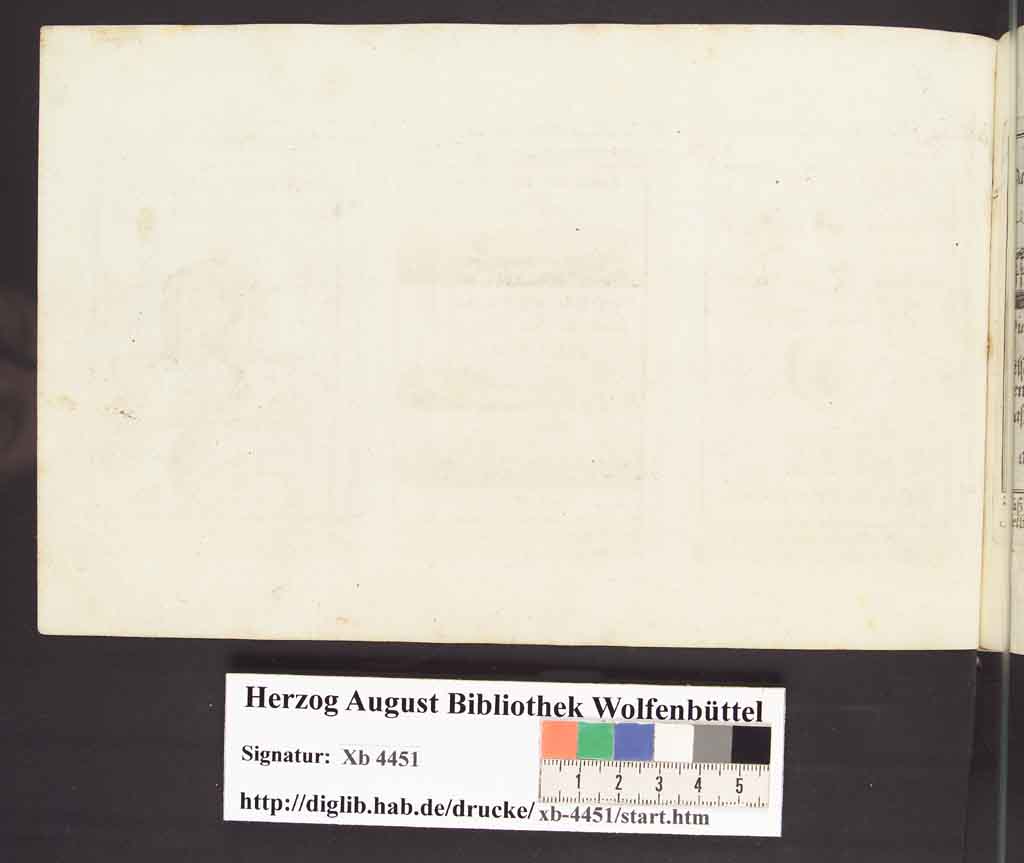 Herzog August Bibliothek Wolfenbüttel
Signatur: Xb 4451
1 2 3 4 5
http://diglib.hab.de/drucke/ xb-4451/start.htm